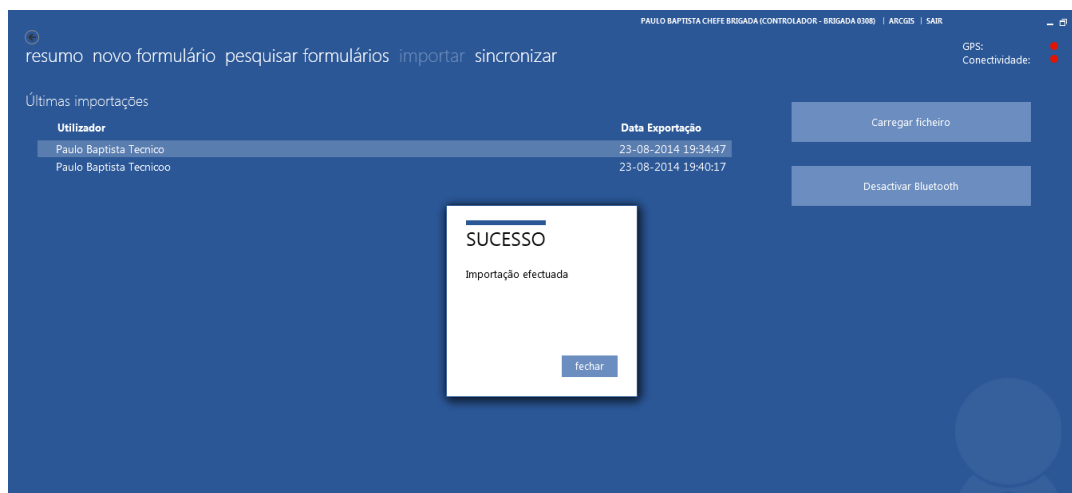 PAULO BAPTISTA CHEFE BRIGADA (CONTROLADOR - BRIGADA 0308) | ARCGIS | SAIR
resumo novo formulário pesquisar formulários importar sincronizar
GPS:
Conectividade:
Últimas importações
Utilizador Data Exportação
Paulo Baptista Tecnico 23-08-2014 19:34:47
Paulo Baptista Tecnicoo 23-08-2014 19:40:17
Carregar ficheiro
Desactivar Bluetooth
SUCESSO
Importação efectuada
fechar